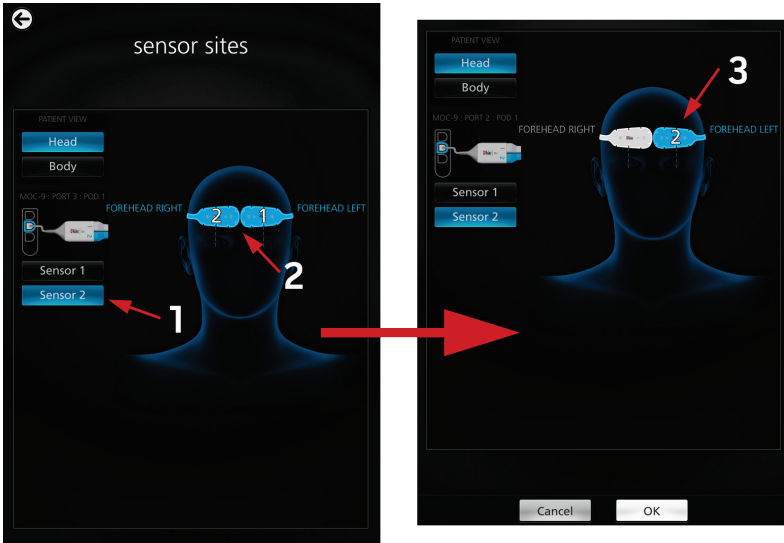 sensor sites
PATIENT VIEW
Head
Body
MOC-9 : PORT 3 : POD 1
FOREHEAD RIGHT
2
1
FOREHEAD LEFT
Sensor 1
Sensor 2
1
2
PATIENT VIEW
Head
Body
3
MOC-9 : PORT 2 : POD 1
FOREHEAD RIGHT
2
FOREHEAD LEFT
Sensor 1
Sensor 2
Cancel
OK